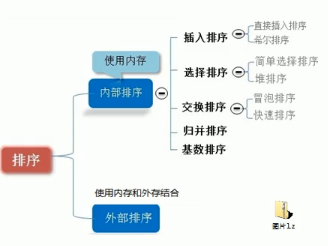 使用内存
插入排序
直接插入排序
希尔排序
选择排序
简单选择排序
堆排序
内部排序
交换排序
冒泡排序
快速排序
归并排序
基数排序
排序
使用内存和外存结合
外部排序